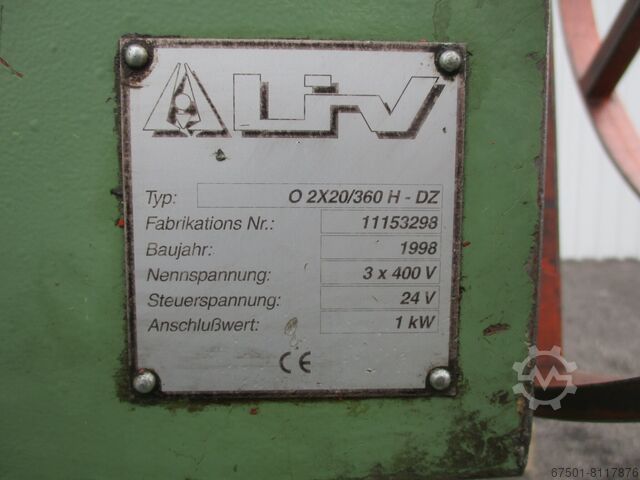 LIV
Typ: O 2X20/360 H - DZ
Fabrikations Nr.: 11153298
Baujahr: 1998
Nennspannung: 3 x 400 V
Steuerspannung: 24 V
Anschlußwert: 1 kW
CE
67501-8117876